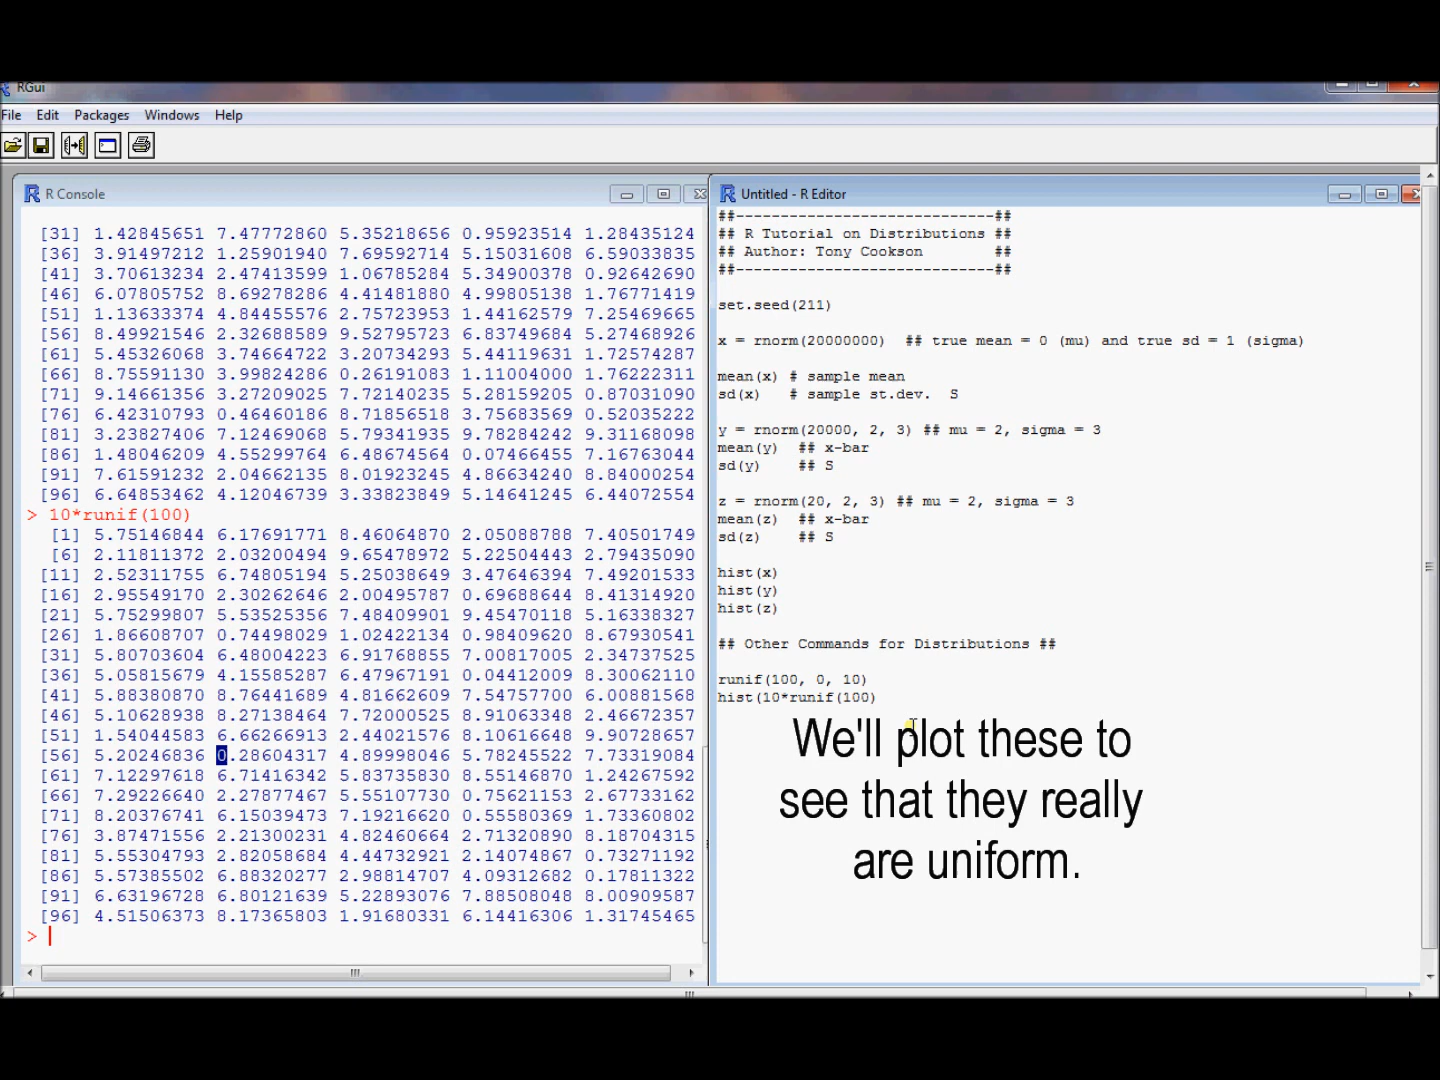 RGui
File Edit Packages Windows Help
R Console
[31] 1.42845651 7.47772860 5.35218656 0.95923514 1.28435124
[36] 3.91497212 1.25901940 7.69592714 5.15031608 6.59033835
[41] 3.70613234 2.47413599 1.06785284 5.34900378 0.92642690
[46] 6.07805752 8.69278286 4.41481880 4.99805138 1.76771419
[51] 1.13633374 4.84455576 2.75723953 1.44162579 7.25469665
[56] 8.49921546 2.32688589 9.52795723 6.83749684 5.27468926
[61] 5.45326068 3.74664722 3.20734293 5.44119631 1.72574287
[66] 8.75591130 3.99824286 0.26191083 1.11004000 1.76222311
[71] 9.14661356 3.27209025 7.72140235 5.28159205 0.87031090
[76] 6.42310793 0.46460186 8.71856518 3.75683569 0.52035222
[81] 3.23827406 7.12469068 5.79341935 9.78284242 9.31168098
[86] 1.48046209 4.55299764 6.48674564 0.07466455 7.16763044
[91] 7.61591232 2.04662135 8.01923245 4.86634240 8.84000254
[96] 6.64853462 4.12046739 3.33823849 5.14641245 6.44072554
> 10*runif(100)
[1] 5.75146844 6.17691771 8.46064870 2.05088788 7.40501749
[6] 2.11811372 2.03200494 9.65478972 5.22504443 2.79435090
[11] 2.52311755 6.74805194 5.25038649 3.47646394 7.49201533
[16] 2.95549170 2.30262646 2.00495787 0.69688644 8.41314920
[21] 5.75299807 5.53525356 7.48409901 9.45470118 5.16338327
[26] 1.86608707 0.74498029 1.02422134 0.98409620 8.67930541
[31] 5.80703604 6.48004223 6.91768855 7.00817005 2.34737525
[36] 5.05815679 4.15585287 6.47967191 0.04412009 8.30062110
[41] 5.88380870 8.76441689 4.81662609 7.54757700 6.00881568
[46] 5.10628938 8.27138464 7.72000525 8.91063348 2.46672357
[51] 1.54044583 6.66266913 2.44021576 8.10616648 9.90728657
[56] 5.20246836 0.28604317 4.89998046 5.78245522 7.73319084
[61] 7.12297618 6.71416342 5.83735830 8.55146870 1.24267592
[66] 7.29226640 2.27877467 5.55107730 0.75621153 2.67733162
[71] 8.20376741 6.15039473 7.19216620 0.55580369 1.73360802
[76] 3.87471556 2.21300231 4.82460664 2.71320890 8.18704315
[81] 5.55304793 2.82058684 4.44732921 2.14074867 0.73271192
[86] 5.57385502 6.88320277 2.98814707 4.09312682 0.17811322
[91] 6.63196728 6.80121639 5.22893076 7.88508048 8.00909587
[96] 4.51506373 8.17365803 1.91680331 6.14416306 1.31745465
>
Untitled - R Editor
##-----------------------------##
## R Tutorial on Distributions ##
## Author: Tony Cookson ##
##-----------------------------##
set.seed(211)
x = rnorm(20000000) ## true mean = 0 (mu) and true sd = 1 (sigma)
mean(x) # sample mean
sd(x) # sample st.dev. S
y = rnorm(20000, 2, 3) ## mu = 2, sigma = 3
mean(y) ## x-bar
sd(y) ## S
z = rnorm(20, 2, 3) ## mu = 2, sigma = 3
mean(z) ## x-bar
sd(z) ## S
hist(x)
hist(y)
hist(z)
## Other Commands for Distributions ##
runif(100, 0, 10)
hist(10*runif(100)
We'll plot these to
see that they really
are uniform.